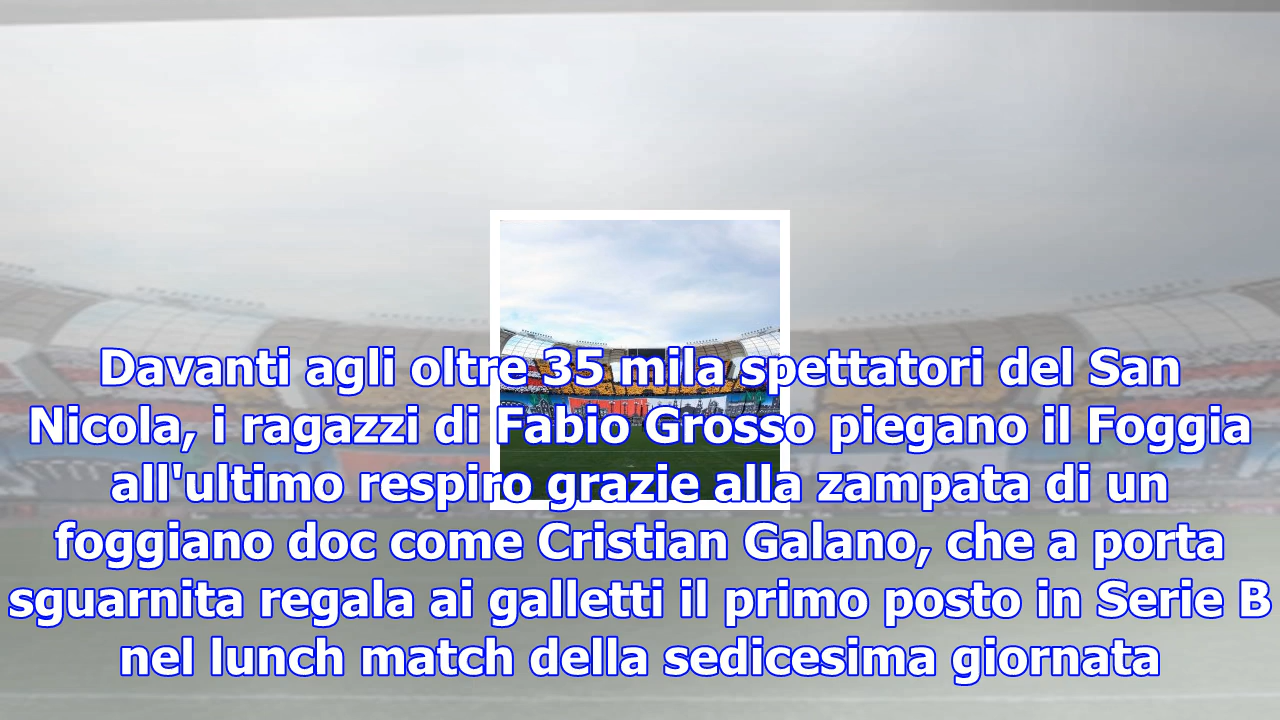 Davanti agli oltre 35 mila spettatori del San
Nicola, i ragazzi di Fabio Grosso piegano il Foggia
all'ultimo respiro grazie alla zampata di un
foggiano doc come Cristian Galano, che a porta
sguarnita regala ai galletti il primo posto in Serie B
nel lunch match della sedicesima giornata